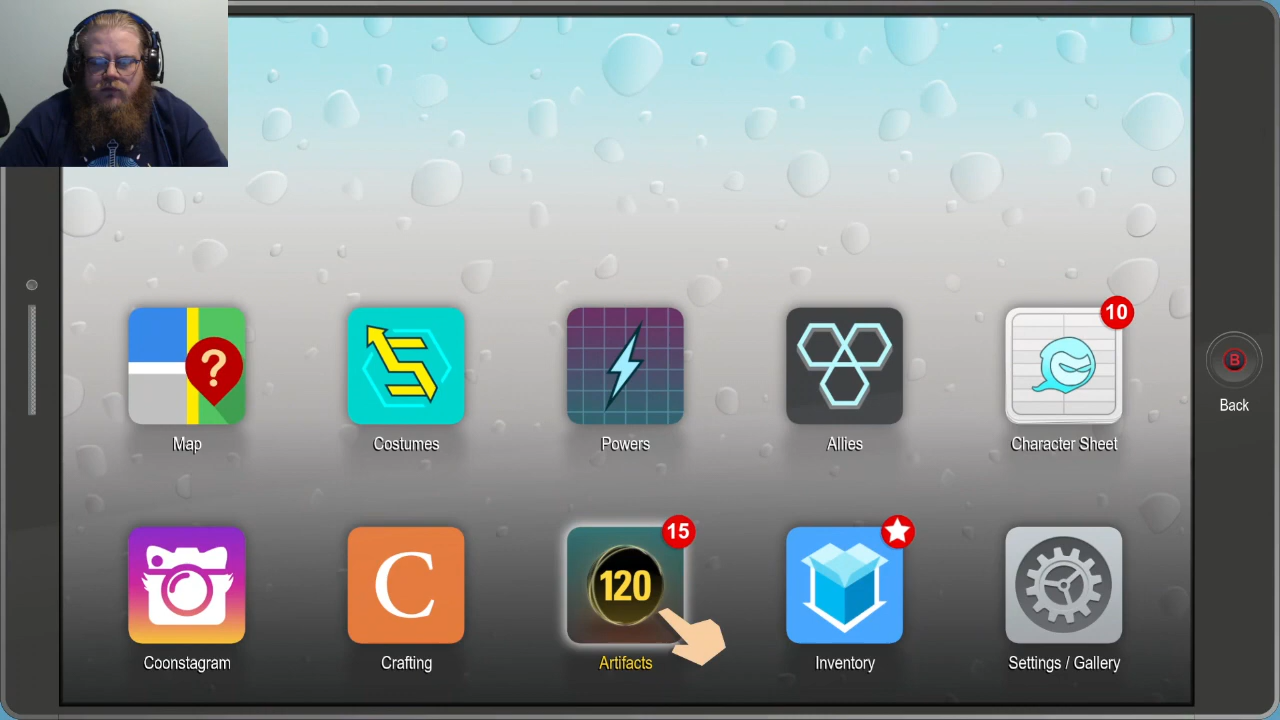 10
?
Map
Costumes
Powers
Allies
Character Sheet
B
Back
15
C
120
Coonstagram
Crafting
Artifacts
Inventory
Settings / Gallery